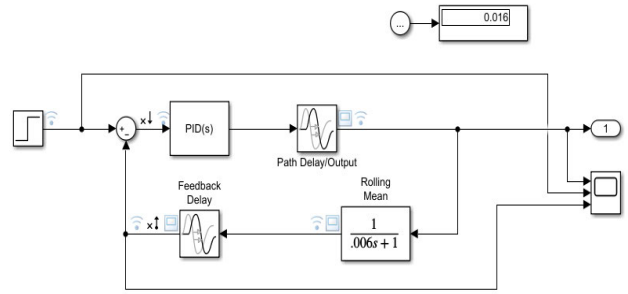 ...
0.016
+
−
x
PID(s)
Path Delay/Output
1
Feedback
Delay
Rolling
Mean
x
1
.006s + 1